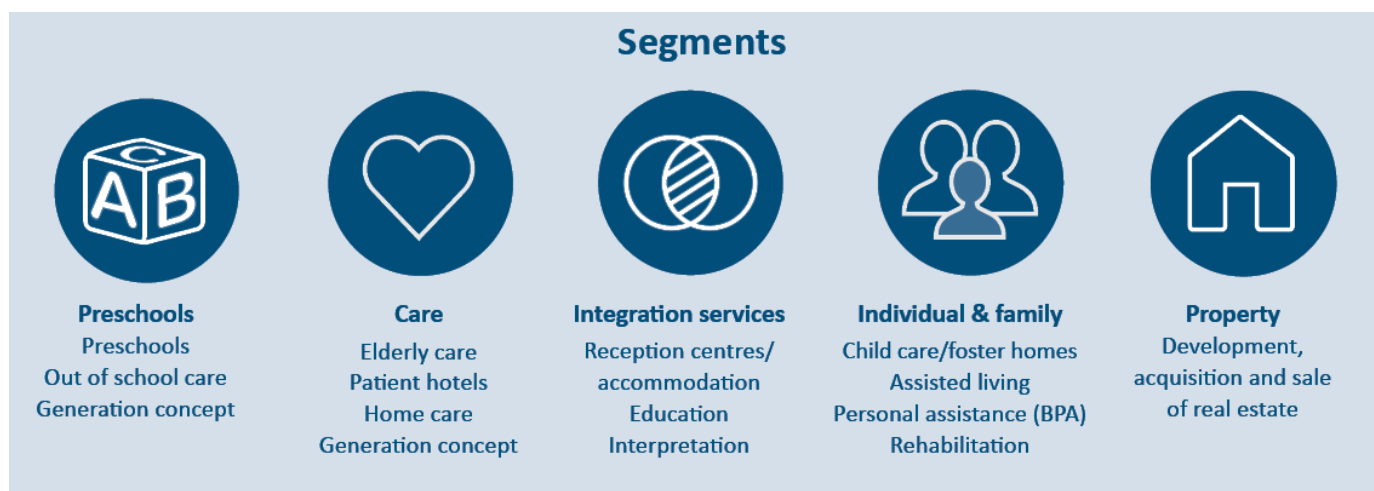 Segments
C
A B
Preschools
Preschools
Out of school care
Generation concept
Care
Elderly care
Patient hotels
Home care
Generation concept
Integration services
Reception centres/
accommodation
Education
Interpretation
Individual & family
Child care/foster homes
Assisted living
Personal assistance (BPA)
Rehabilitation
Property
Development,
acquisition and sale
of real estate